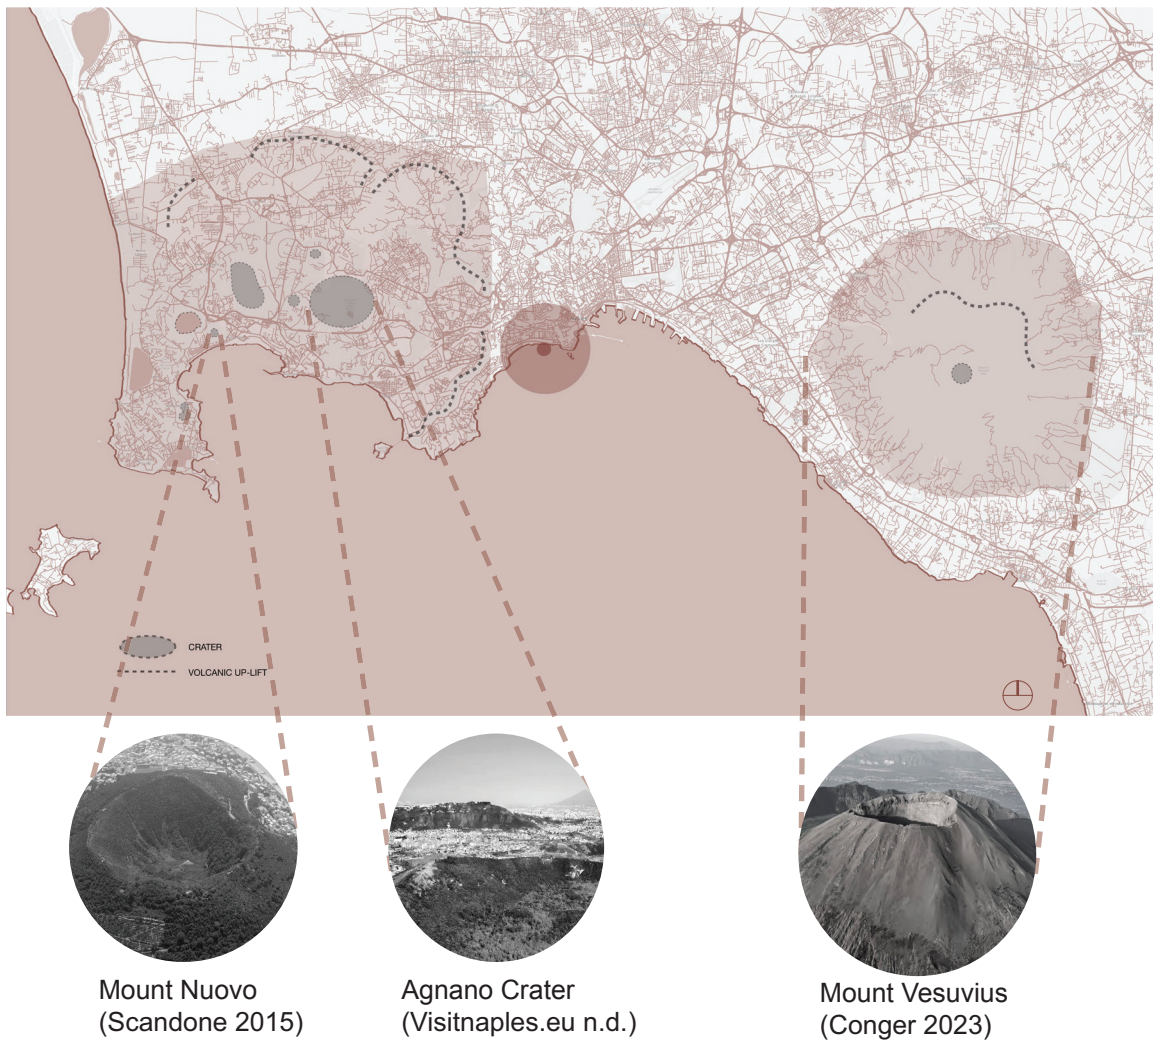 CRATER
VOLCANIC UP-LIFT
Mount Nuovo
(Scandone 2015)
Agnano Crater
(Visitnaples.eu n.d.)
Mount Vesuvius
(Conger 2023)